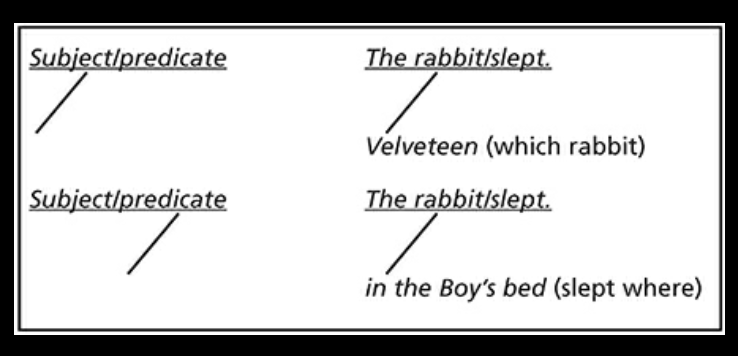 Subject/predicate The rabbit/slept.
Velveteen (which rabbit)
Subject/predicate The rabbit/slept.
in the Boy's bed (slept where)